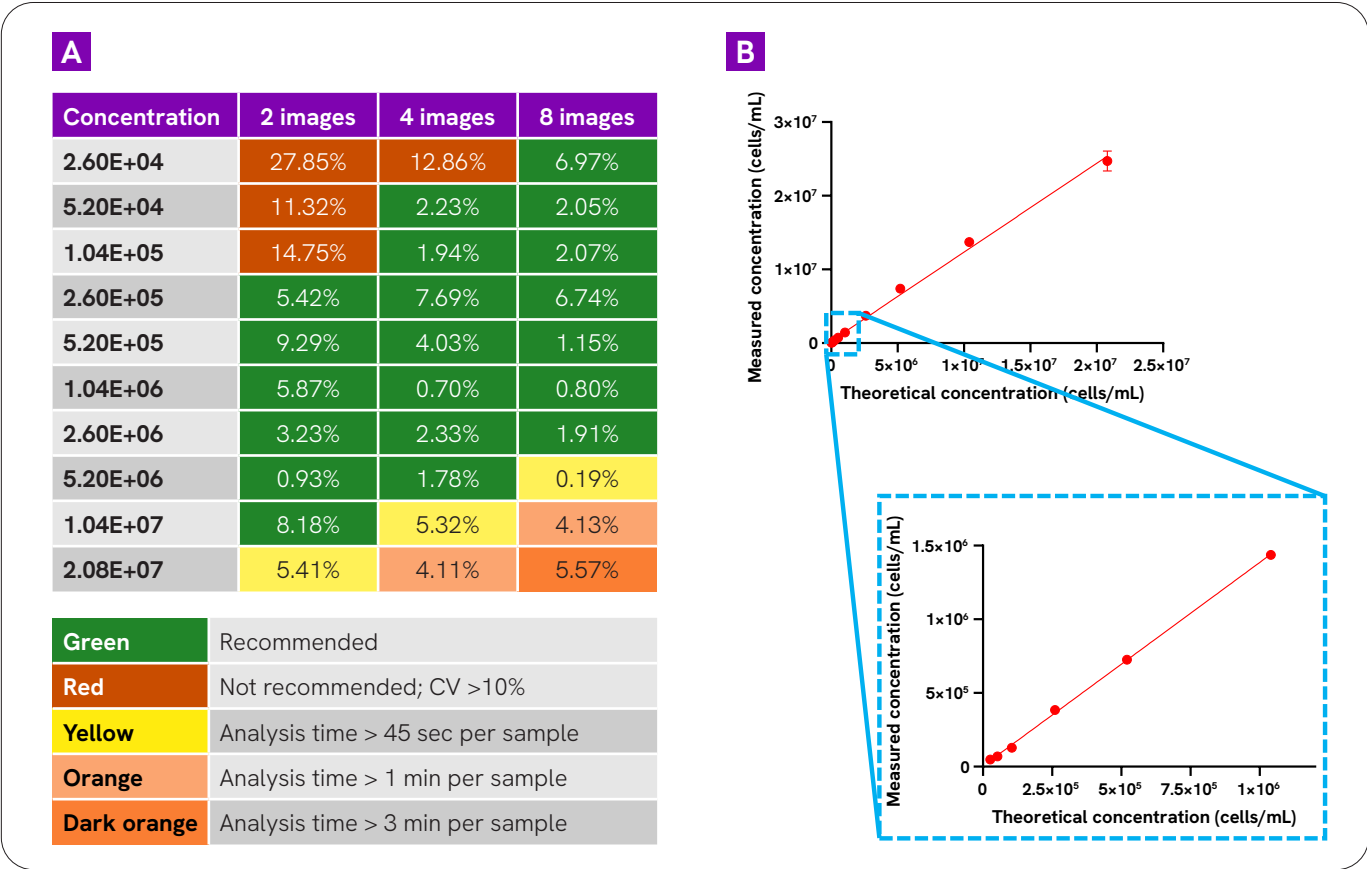 A
Concentration 2 images 4 images 8 images
2.60E+04 27.85% 12.86% 6.97%
5.20E+04 11.32% 2.23% 2.05%
1.04E+05 14.75% 1.94% 2.07%
2.60E+05 5.42% 7.69% 6.74%
5.20E+05 9.29% 4.03% 1.15%
1.04E+06 5.87% 0.70% 0.80%
2.60E+06 3.23% 2.33% 1.91%
5.20E+06 0.93% 1.78% 0.19%
1.04E+07 8.18% 5.32% 4.13%
2.08E+07 5.41% 4.11% 5.57%
Green Recommended
Red Not recommended; CV >10%
Yellow Analysis time > 45 sec per sample
Orange Analysis time > 1 min per sample
Dark orange Analysis time > 3 min per sample
B
Measured concentration (cells/mL)
3×10⁷
2×10⁷
1×10⁷
0
0 5×10⁶ 1×10⁷ 1.5×10⁷ 2×10⁷ 2.5×10⁷
Theoretical concentration (cells/mL)
Measured concentration (cells/mL)
1.5×10⁶
1×10⁶
5×10⁵
0
0 2.5×10⁵ 5×10⁵ 7.5×10⁵ 1×10⁶
Theoretical concentration (cells/mL)